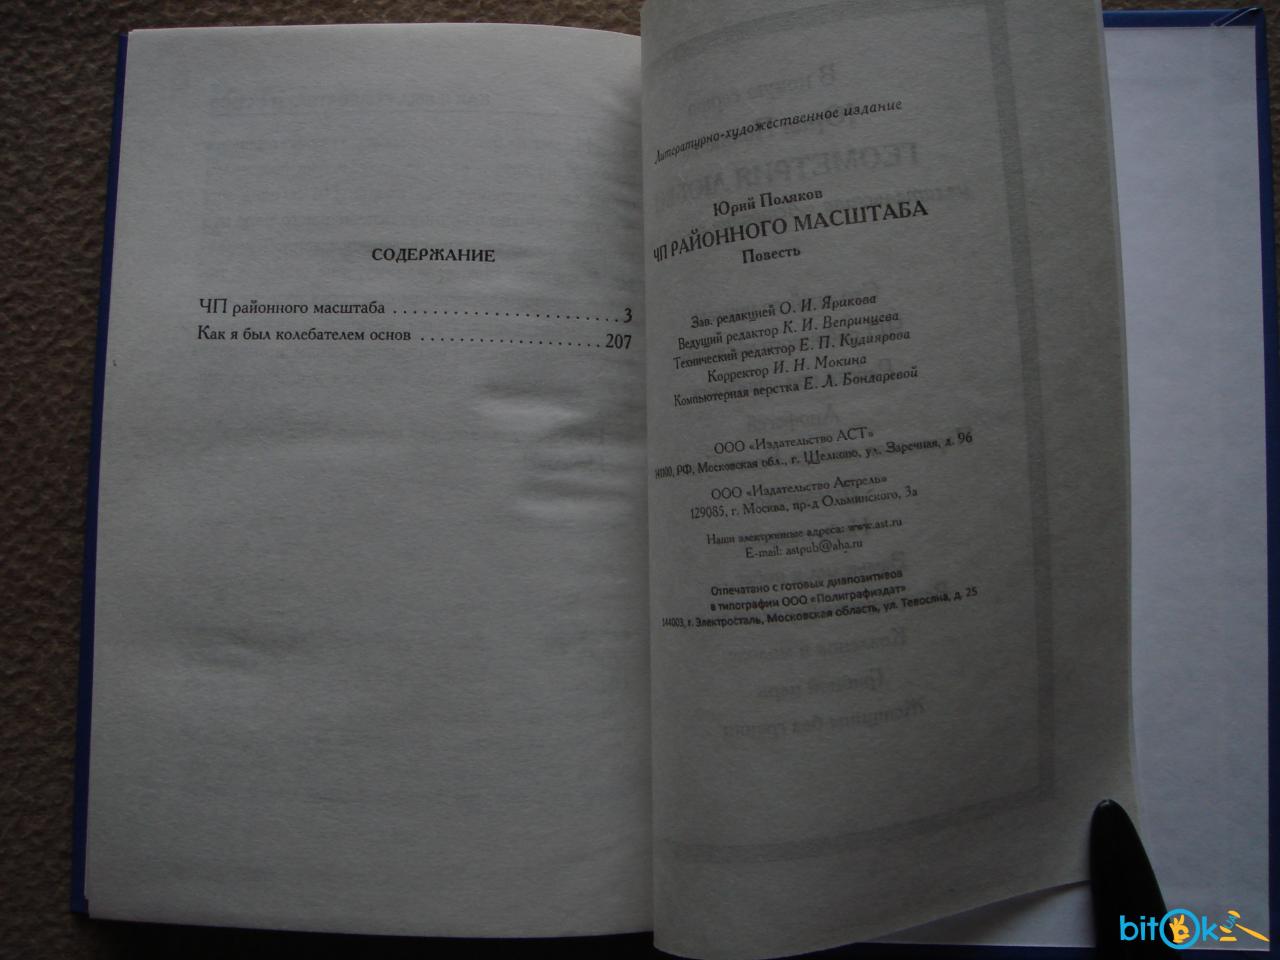 СОДЕРЖАНИЕ
ЧП районного масштаба . . . . . . . . . . . . . . . . . . . . . . . 3
Как я был колебателем основ . . . . . . . . . . . . . . . . . . 207
Литературно-художественное издание
Юрий Поляков
ЧП РАЙОННОГО МАСШТАБА
Повесть
Зав. редакцией О. И. Ярикова
Ведущий редактор К. И. Вепринцева
Технический редактор Е. П. Кудиярова
Корректор И. Н. Мокина
Компьютерная верстка Е. Л. Бондаревой
ООО «Издательство АСТ»
141100, РФ, Московская обл., г. Щелково, ул. Заречная, д. 96
ООО «Издательство Астрель»
129085, г. Москва, пр-д Ольминского, 3а
Наши электронные адреса: www.ast.ru
E-mail: astpub@aha.ru
Отпечатано с готовых диапозитивов
в типографии ООО «Полиграфиздат»
144003, г. Электросталь, Московская область, ул. Тевосяна, д. 25
bitOk